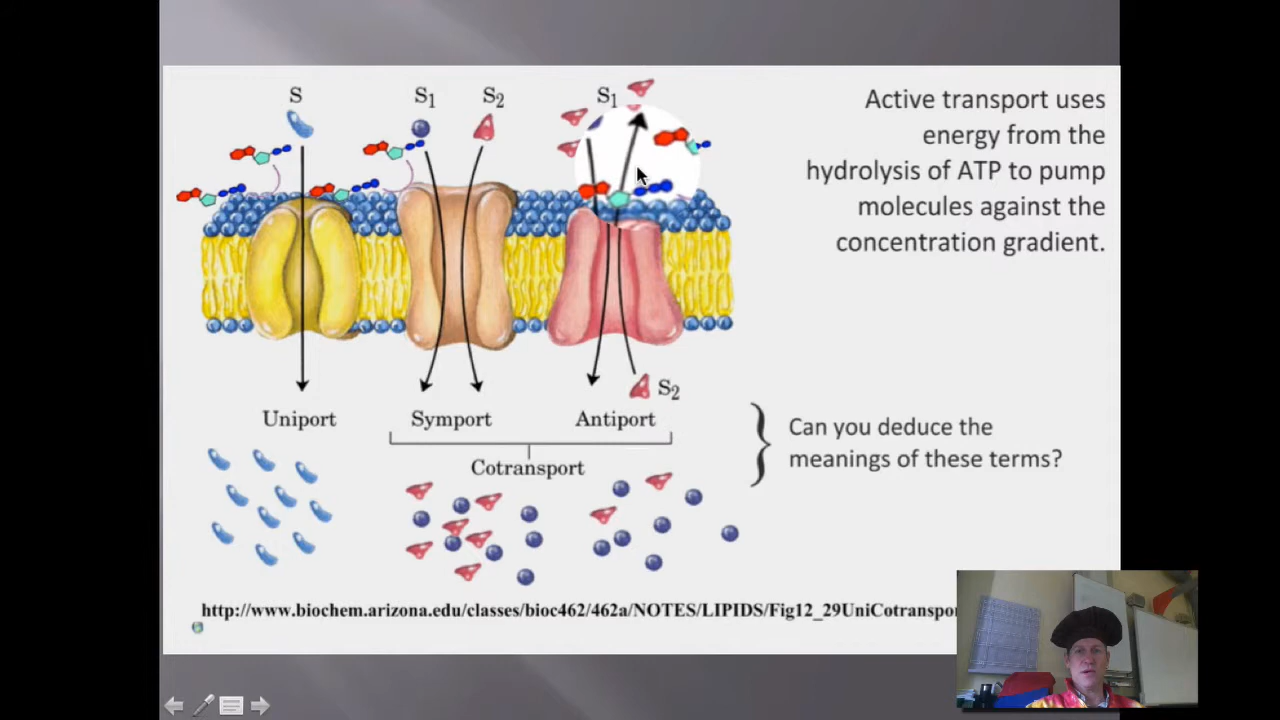 S
S1
S2
S1
Active transport uses
energy from the
hydrolysis of ATP to pump
molecules against the
concentration gradient.
S2
Uniport
Symport
Antiport
Cotransport
Can you deduce the
meanings of these terms?
http://www.biochem.arizona.edu/classes/bioc462/462a/NOTES/LIPIDS/Fig12_29UniCotranspor